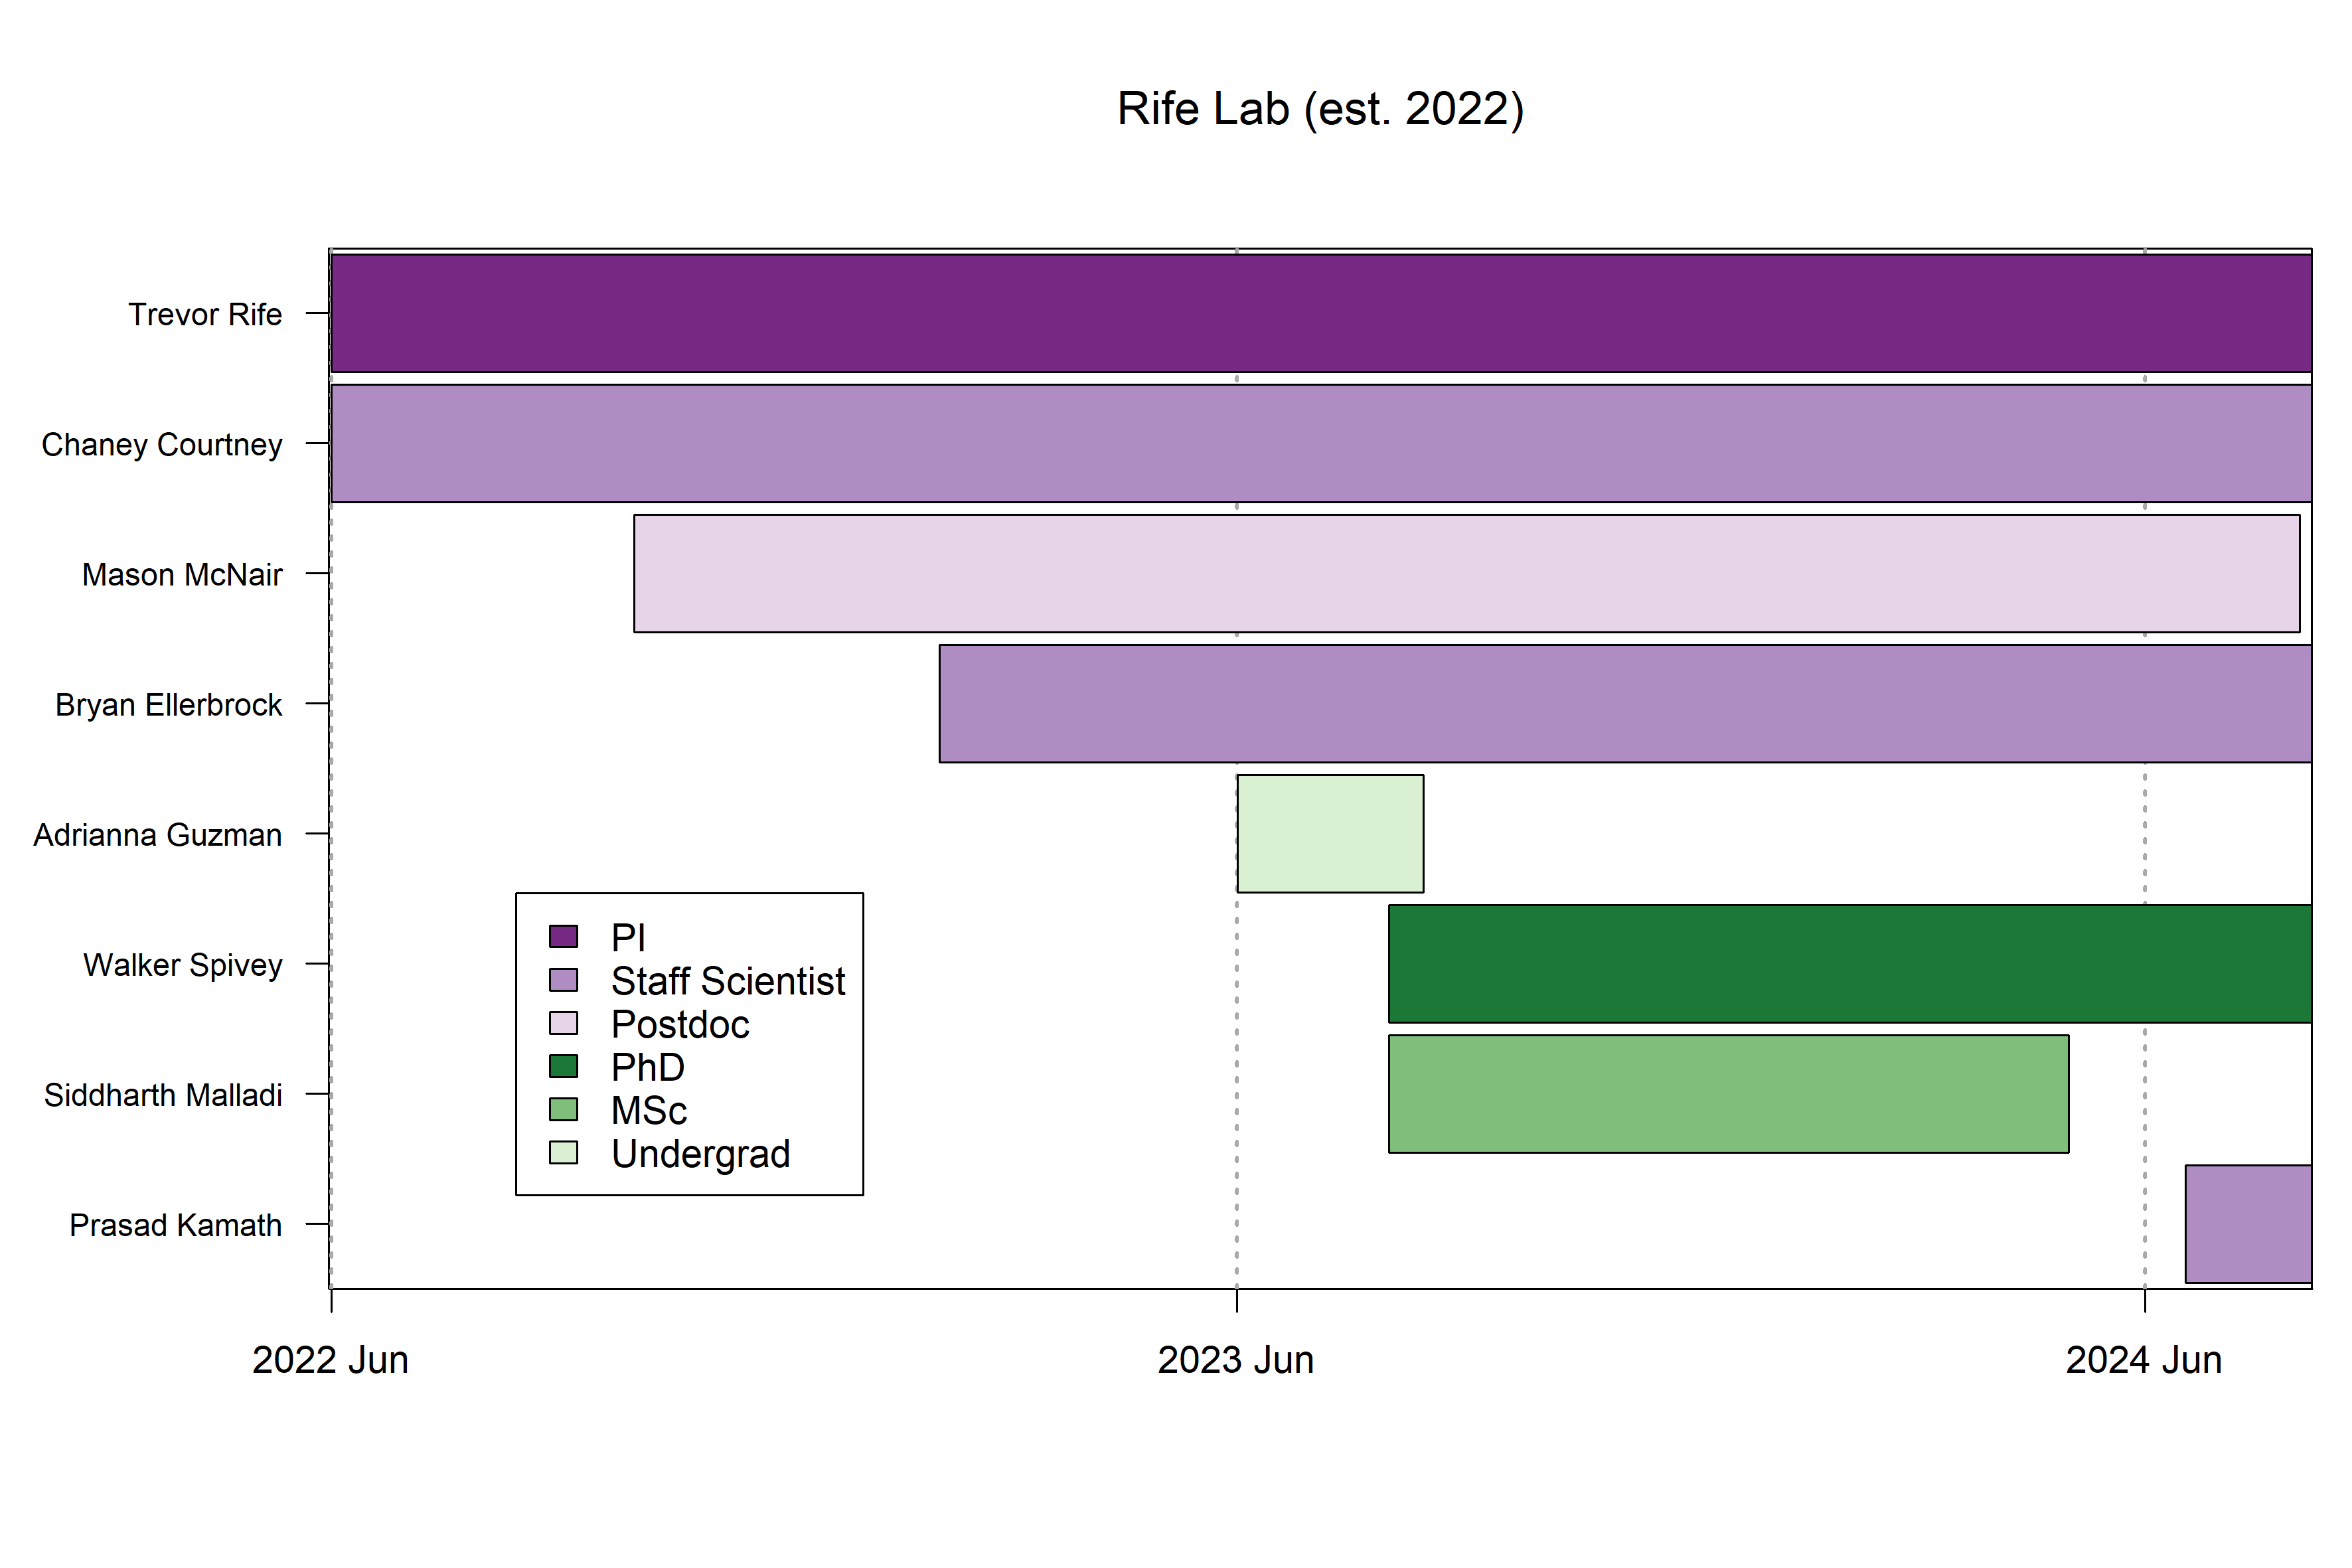 Rife Lab (est. 2022)
Trevor Rife
Chaney Courtney
Mason McNair
Bryan Ellerbrock
Adrianna Guzman
Walker Spivey
Siddharth Malladi
Prasad Kamath
PI
Staff Scientist
Postdoc
PhD
MSc
Undergrad
2022 Jun
2023 Jun
2024 Jun